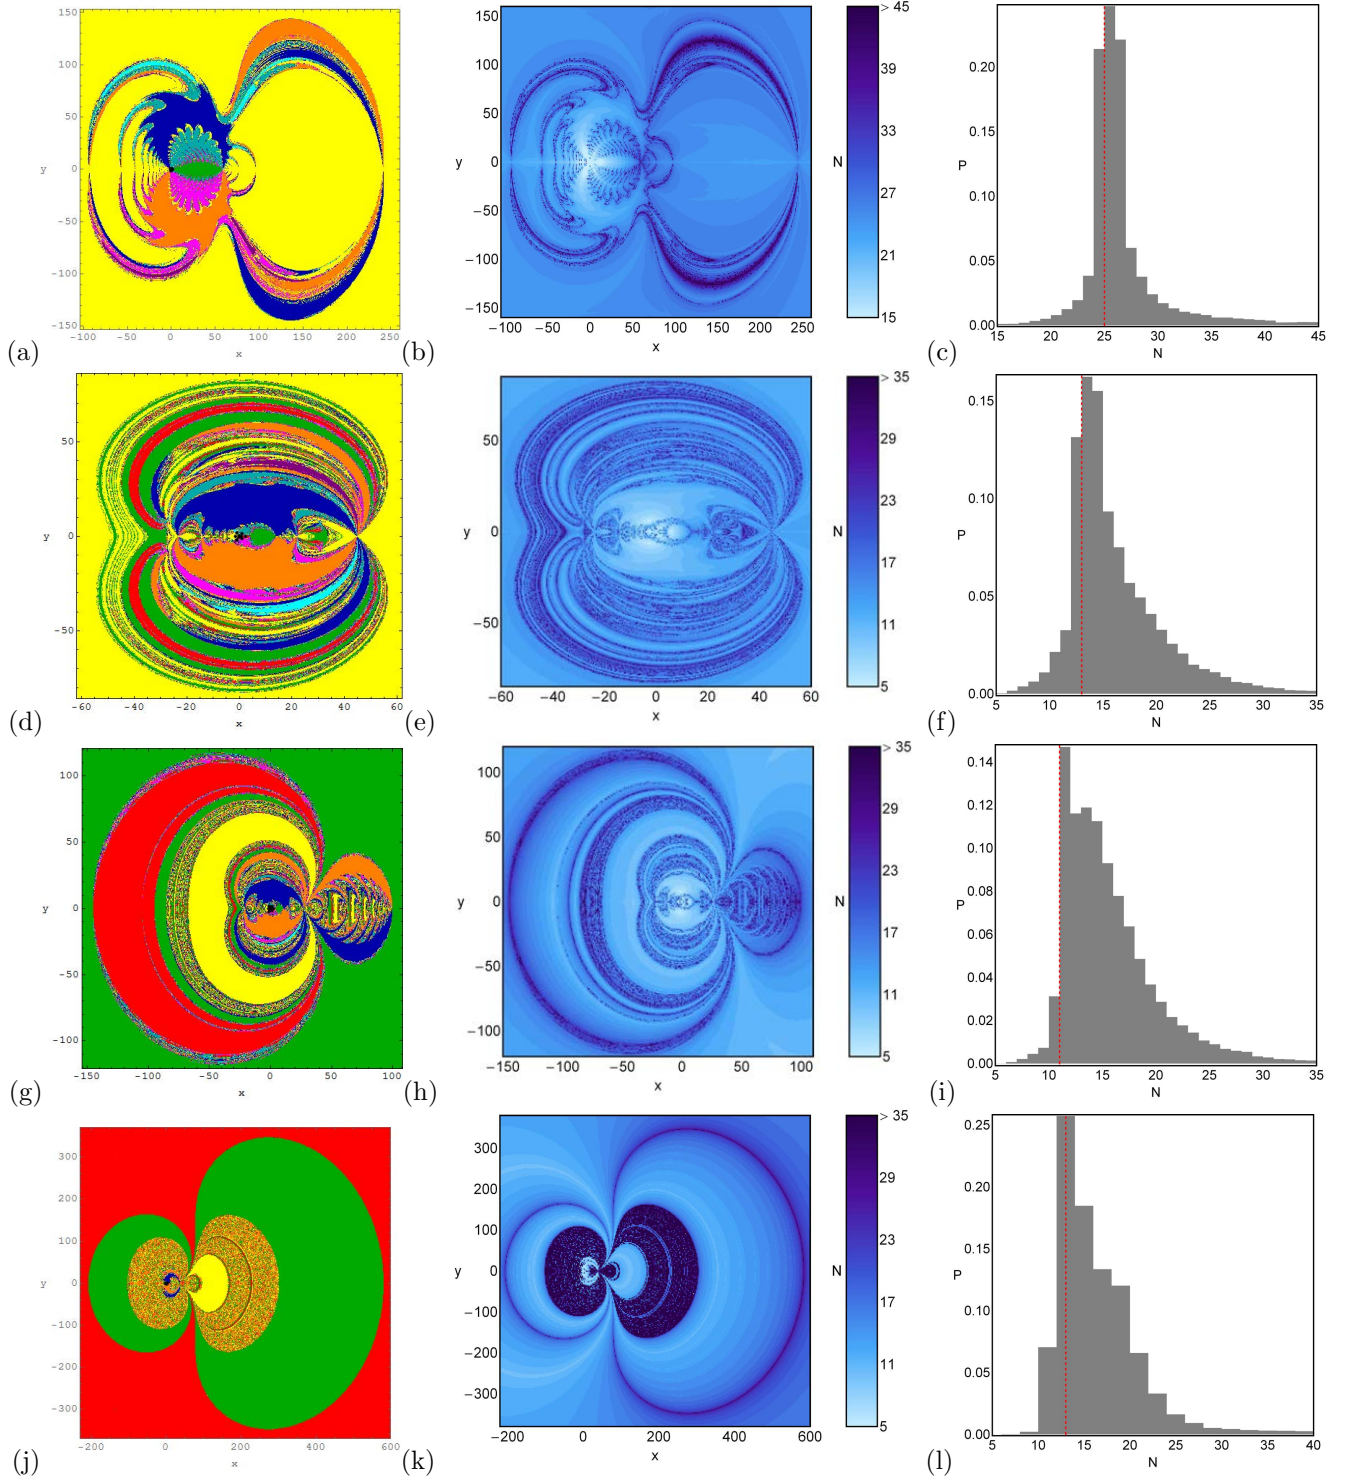 150
100
50
0
-50
-100
-150
-100 -50 0 50 100 150 200 250
y
x
(a)
150
100
50
0
−50
−100
−150
−100 −50 0 50 100 150 200 250
y
x
> 45
39
33
N
27
21
15
(b)
0.20
0.15
P
0.10
0.05
0.00
15 20 25 30 35 40 45
N
(c)
50
0
-50
-60 -40 -20 0 20 40 60
y
x
(d)
50
0
−50
−60 −40 −20 0 20 40 60
y
x
> 35
29
23
N
17
11
5
(e)
0.15
0.10
P
0.05
0.00
5 10 15 20 25 30 35
N
(f)
100
50
0
-50
-100
-150 -100 -50 0 50 100
y
x
(g)
100
50
0
−50
−100
−150 −100 −50 0 50 100
y
x
> 35
29
23
N
17
11
5
(h)
0.14
0.12
0.10
0.08
P
0.06
0.04
0.02
0.00
5 10 15 20 25 30 35
N
(i)
300
200
100
0
-100
-200
-300
-200 0 200 400 600
y
x
(j)
300
200
100
0
−100
−200
−300
−200 0 200 400 600
y
x
> 35
29
23
N
17
11
5
(k)
0.25
0.20
0.15
P
0.10
0.05
0.00
5 10 15 20 25 30 35 40
N
(l)